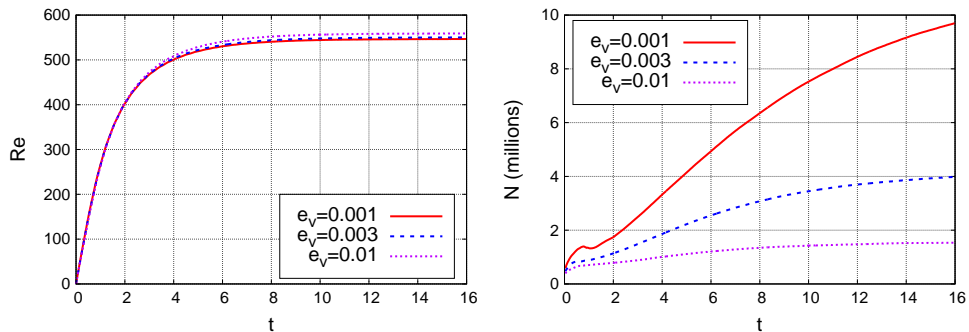 600
500
400
300
200
100
0
Re
0 2 4 6 8 10 12 14 16
t
e_v=0.001
e_v=0.003
e_v=0.01
10
8
6
4
2
0
N (millions)
0 2 4 6 8 10 12 14 16
t
e_v=0.001
e_v=0.003
e_v=0.01